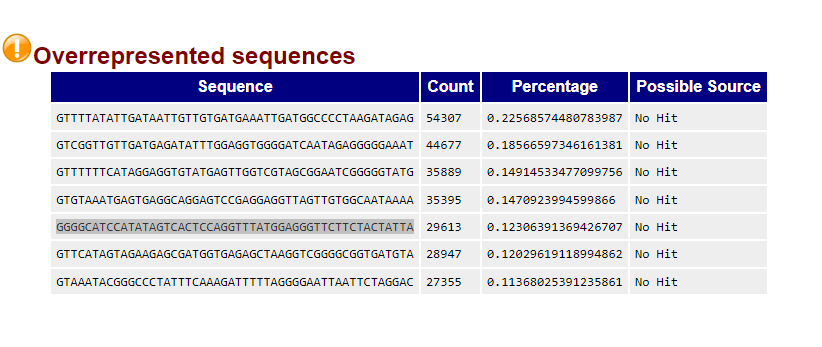 Overrepresented sequences
Sequence Count Percentage Possible Source
GTTTTATATTGATAATTGTTGTGATGAAATTGATGGCCCCTAAGATAGAG 54307 0.22568574480783987 No Hit
GTCGGTTGTTGATGAGATATTTGGAGGTGGGGATCAATAGAGGGGGAAAT 44677 0.18566597346161381 No Hit
GTTTTTTCATAGGAGGTGTATGAGTTGGTCGTAGCGGAATCGGGGGTATG 35889 0.14914533477099756 No Hit
GTGTAAATGAGTGAGGCAGGAGTCCGAGGAGGTTAGTTGTGGCAATAAAA 35395 0.1470923994599866 No Hit
GGGGCATCCATATAGTCACTCCAGGTTTATGGAGGGTTCTTCTACTATTA 29613 0.12306391369426707 No Hit
GTTCATAGTAGAAGAGCGATGGTGAGAGCTAAGGTCGGGGCGGTGATGTA 28947 0.12029619118994862 No Hit
GTAAATACGGGCCCTATTTCAAAGATTTTTAGGGGAATTAATTCTAGGAC 27355 0.11368025391235861 No Hit